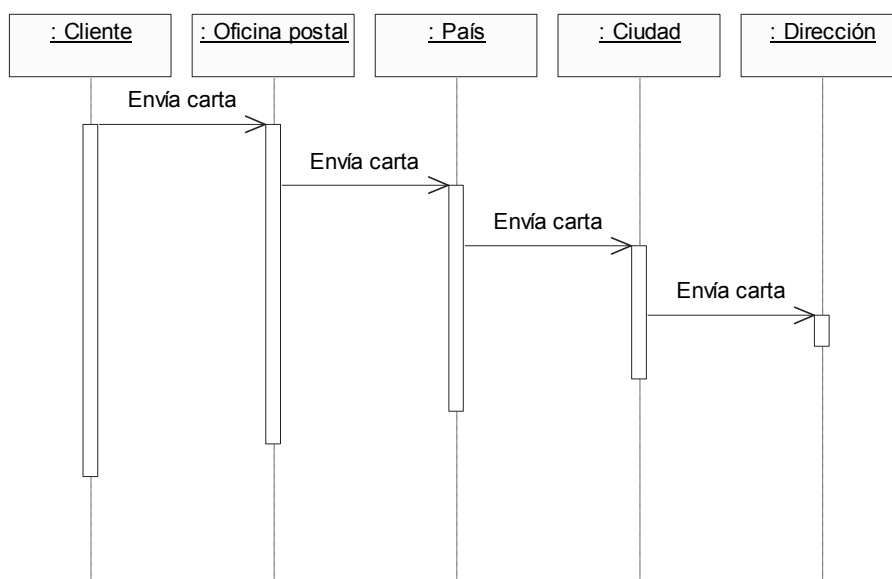 : Cliente
: Oficina postal
: País
: Ciudad
: Dirección
Envía carta
Envía carta
Envía carta
Envía carta